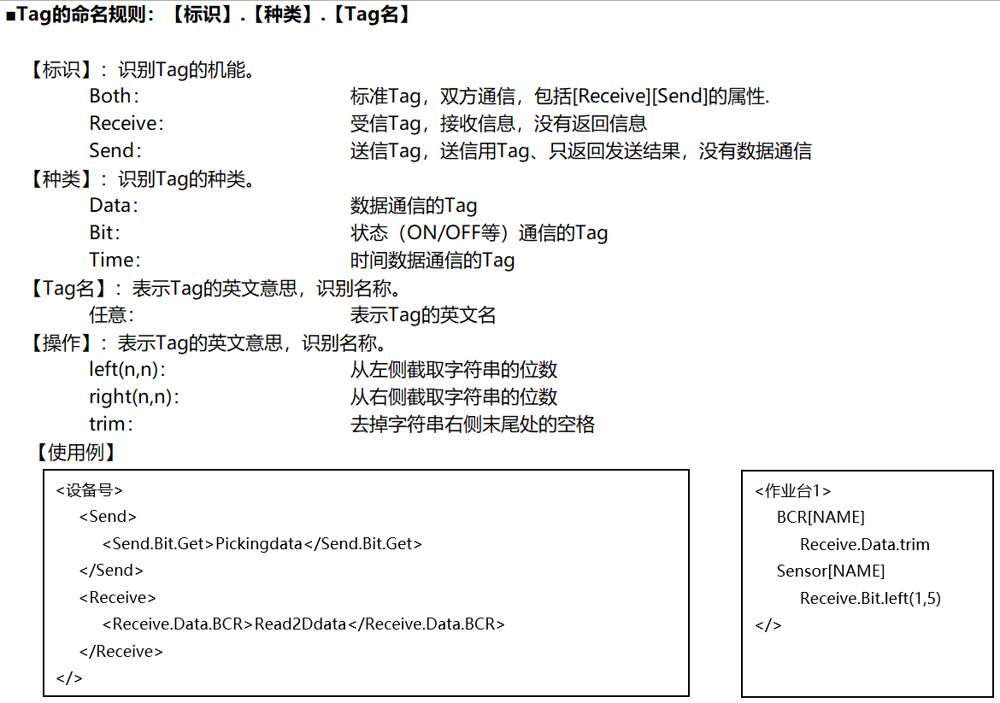 ■Tag的命名规则：【标识】.【种类】.【Tag名】
【标识】：识别Tag的机能。
Both： 标准Tag，双方通信，包括[Receive][Send]的属性.
Receive： 受信Tag，接收信息，没有返回信息
Send： 送信Tag，送信用Tag、只返回发送结果，没有数据通信
【种类】：识别Tag的种类。
Data： 数据通信的Tag
Bit： 状态（ON/OFF等）通信的Tag
Time： 时间数据通信的Tag
【Tag名】：表示Tag的英文意思，识别名称。
任意： 表示Tag的英文名
【操作】：表示Tag的英文意思，识别名称。
left(n,n)： 从左侧截取字符串的位数
right(n,n)： 从右侧截取字符串的位数
trim： 去掉字符串右侧末尾处的空格
【使用例】
<设备号>
<Send>
<Send.Bit.Get>Pickingdata</Send.Bit.Get>
</Send>
<Receive>
<Receive.Data.BCR>Read2Ddata</Receive.Data.BCR>
</Receive>
</>
<作业台1>
BCR[NAME]
Receive.Data.trim
Sensor[NAME]
Receive.Bit.left(1,5)
</>